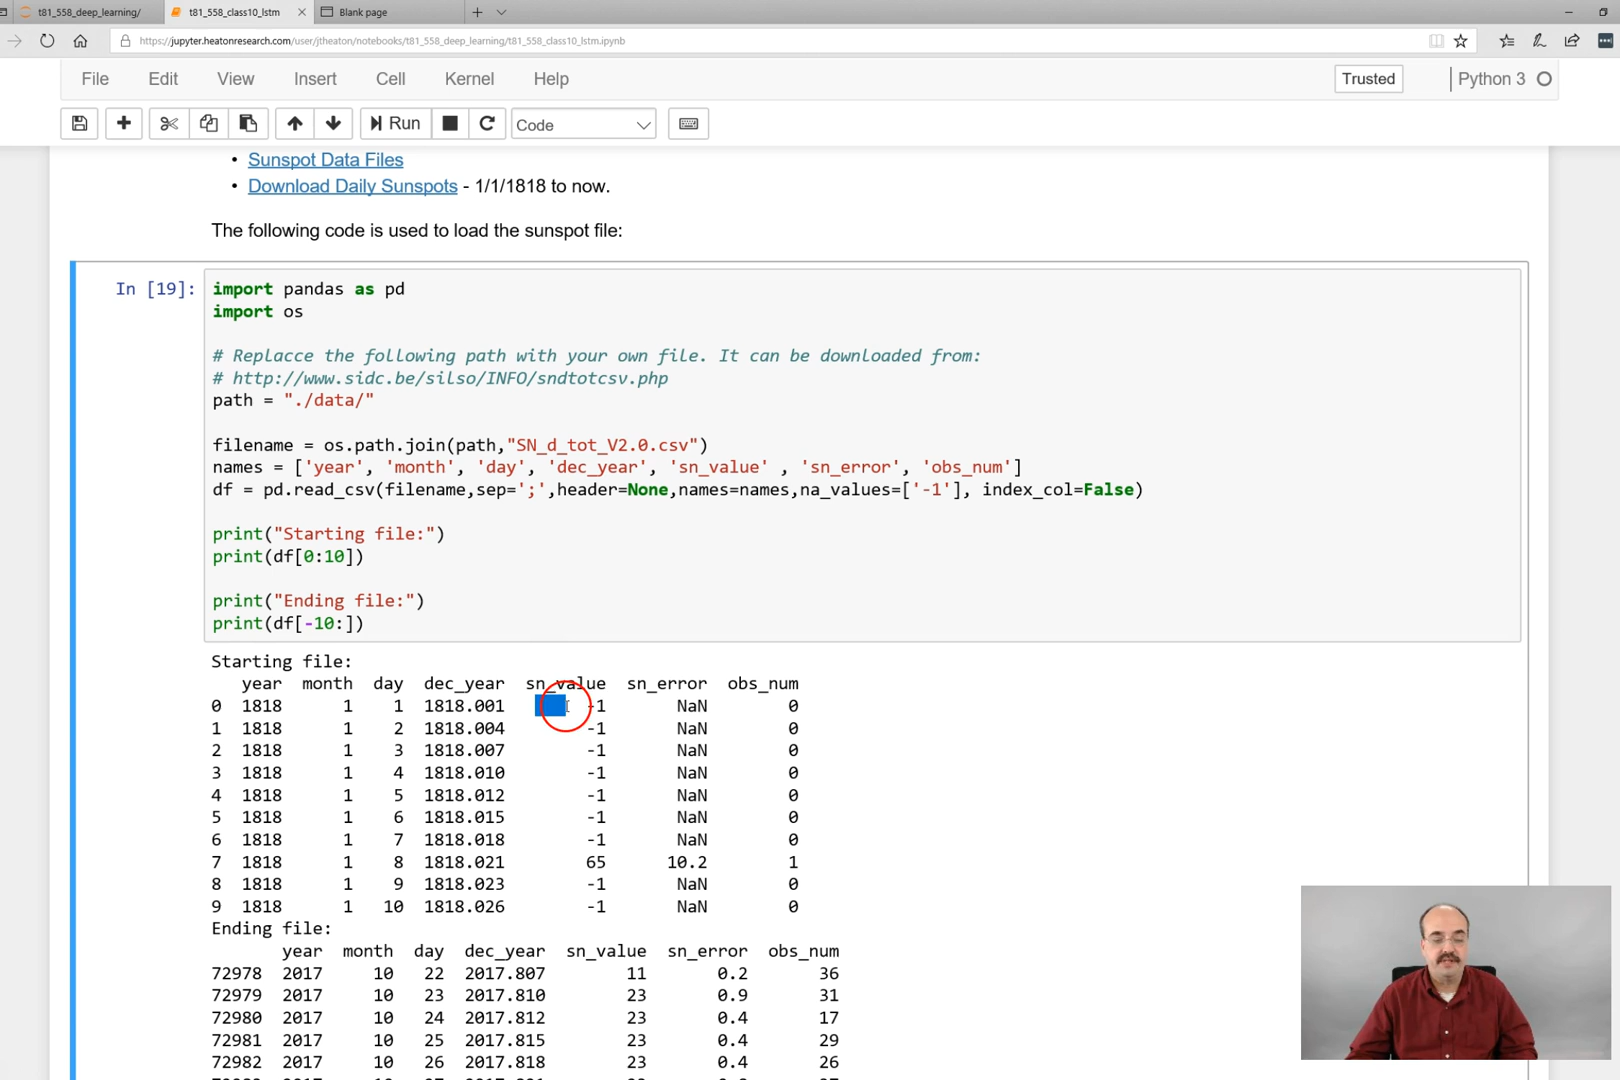 t81_558_deep_learning/ t81_558_class10_lstm Blank page
https://jupyter.heatonresearch.com/user/jtheaton/notebooks/t81_558_deep_learning/t81_558_class10_lstm.ipynb
File Edit View Insert Cell Kernel Help Trusted Python 3
Run Code
• Sunspot Data Files
• Download Daily Sunspots - 1/1/1818 to now.
The following code is used to load the sunspot file:
In [19]: import pandas as pd
import os
# Replacce the following path with your own file. It can be downloaded from:
# http://www.sidc.be/silso/INFO/sndtotcsv.php
path = "./data/"
filename = os.path.join(path,"SN_d_tot_V2.0.csv")
names = ['year', 'month', 'day', 'dec_year', 'sn_value' , 'sn_error', 'obs_num']
df = pd.read_csv(filename,sep=';',header=None,names=names,na_values=['-1'], index_col=False)
print("Starting file:")
print(df[0:10])
print("Ending file:")
print(df[-10:])
Starting file:
year month day dec_year sn_value sn_error obs_num
0 1818 1 1 1818.001 -1 NaN 0
1 1818 1 2 1818.004 -1 NaN 0
2 1818 1 3 1818.007 -1 NaN 0
3 1818 1 4 1818.010 -1 NaN 0
4 1818 1 5 1818.012 -1 NaN 0
5 1818 1 6 1818.015 -1 NaN 0
6 1818 1 7 1818.018 -1 NaN 0
7 1818 1 8 1818.021 65 10.2 1
8 1818 1 9 1818.023 -1 NaN 0
9 1818 1 10 1818.026 -1 NaN 0
Ending file:
year month day dec_year sn_value sn_error obs_num
72978 2017 10 22 2017.807 11 0.2 36
72979 2017 10 23 2017.810 23 0.9 31
72980 2017 10 24 2017.812 23 0.4 17
72981 2017 10 25 2017.815 23 0.4 29
72982 2017 10 26 2017.818 23 0.4 26